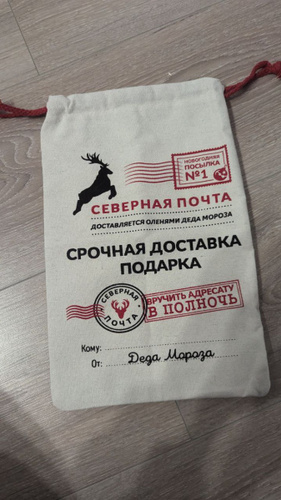 НОВОГОДНЯЯ
ПОСЫЛКА
№1
СЕВЕРНАЯ ПОЧТА
ДОСТАВЛЯЕТСЯ ОЛЕНЯМИ ДЕДА МОРОЗА
СРОЧНАЯ ДОСТАВКА
ПОДАРКА
СЕВЕРНАЯ
ПОЧТА
ВРУЧИТЬ АДРЕСАТУ
В ПОЛНОЧЬ
Кому:
От: Деда Мороза